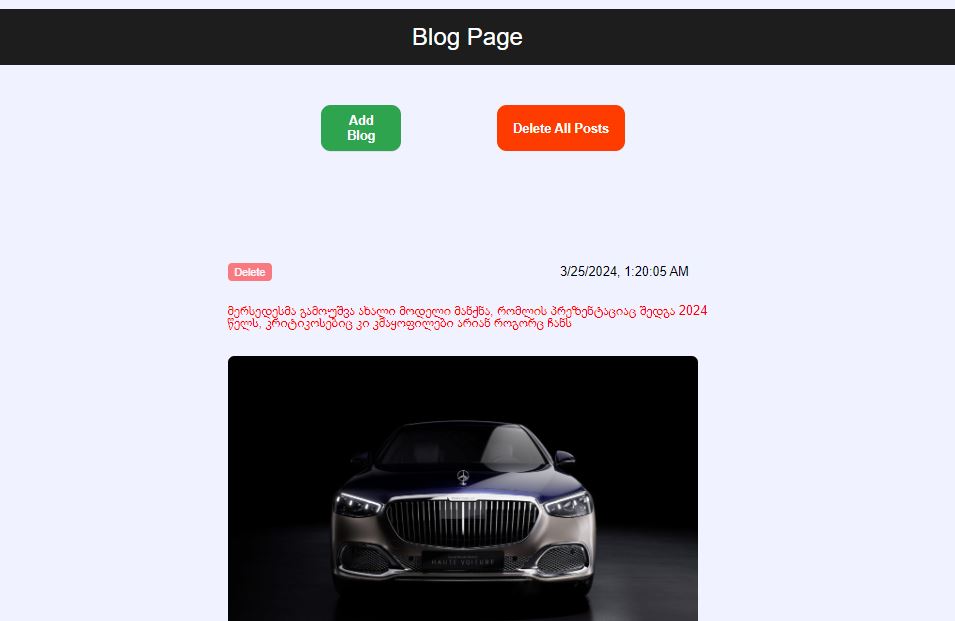 Blog Page
Add
Blog
Delete All Posts
Delete
3/25/2024, 1:20:05 AM
მერსედესმა გამოუშვა ახალი მოდელი მანქნა, რომლის პრეზენტაციაც შედგა 2024
წელს, კრიტიკოსებიც კი კმაყოფილები არიან როგორც ჩანს
HAUTE VOITURE